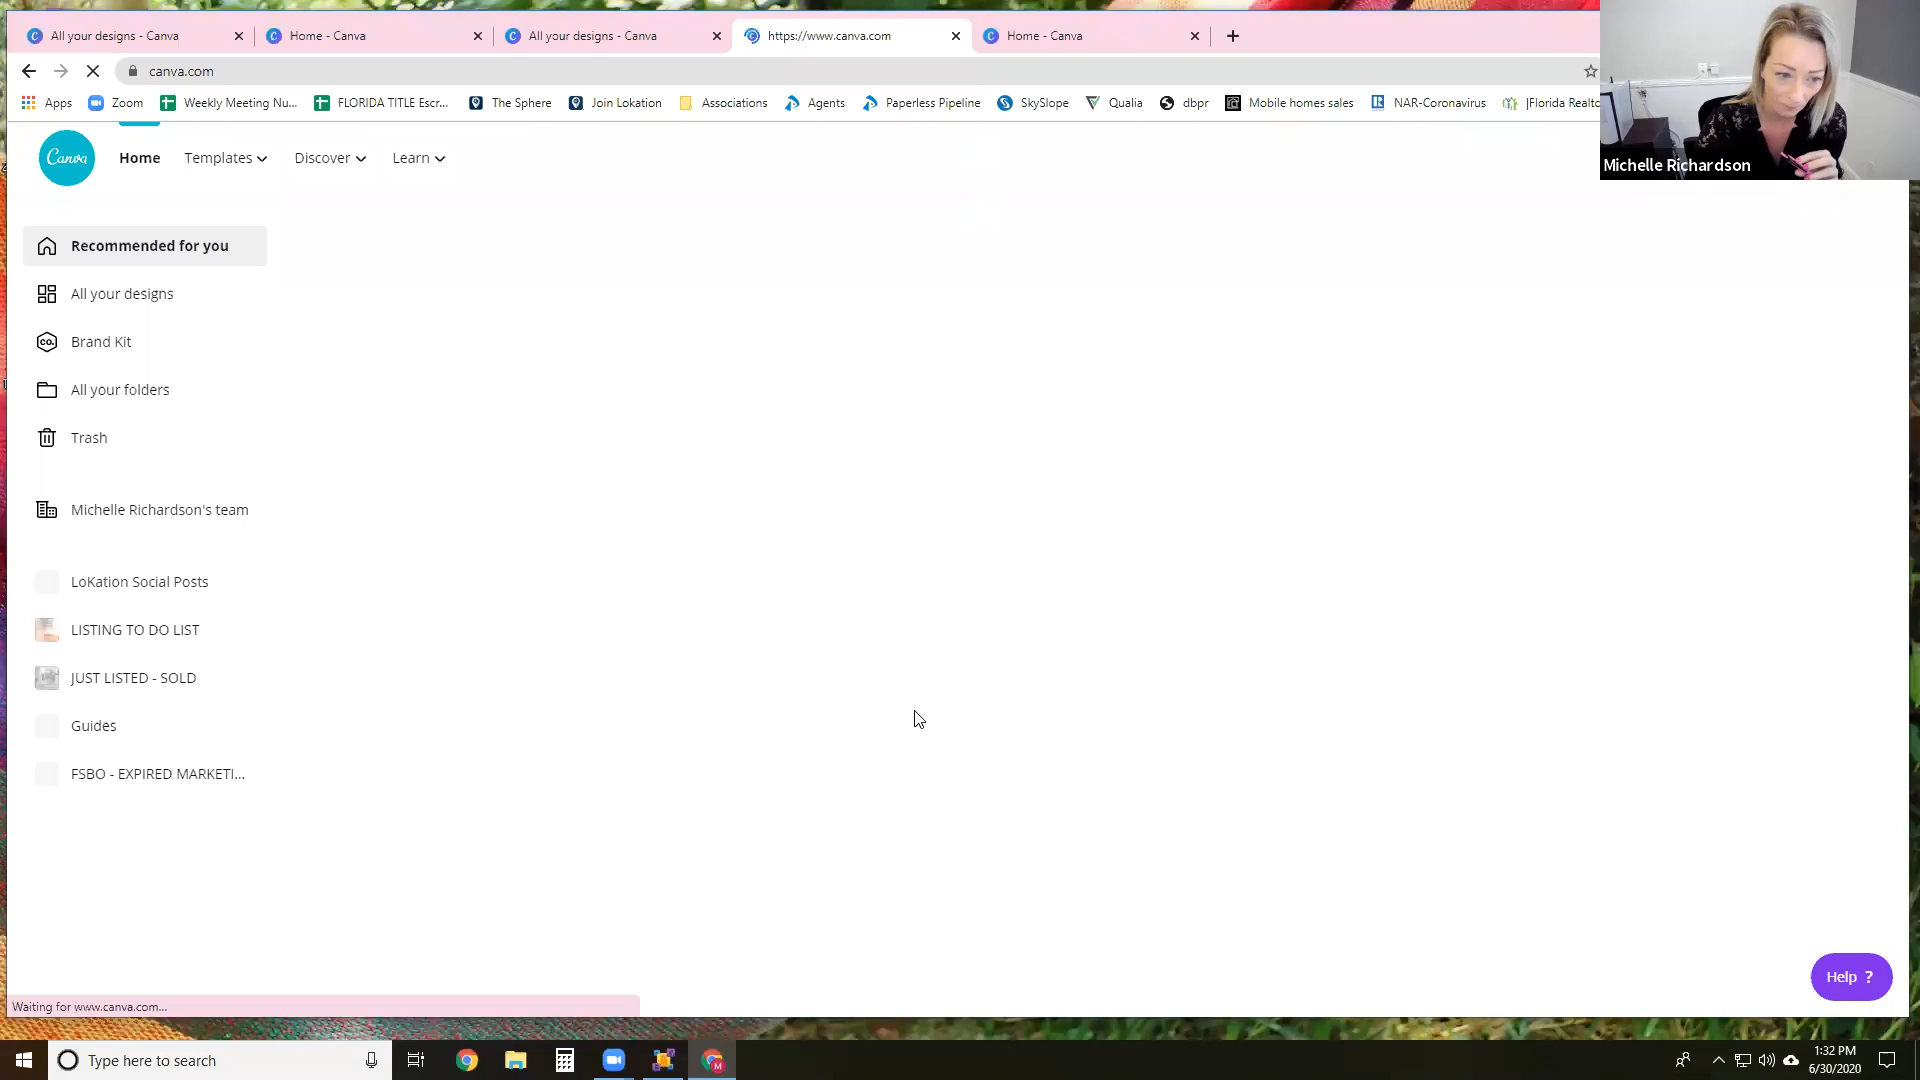 All your designs - Canva
Home - Canva
All your designs - Canva
https://www.canva.com
Home - Canva
canva.com
Apps
Zoom
Weekly Meeting Nu...
FLORIDA TITLE Escr...
The Sphere
Join Lokation
Associations
Agents
Paperless Pipeline
SkySlope
Qualia
dbpr
Mobile homes sales
NAR-Coronavirus
|Florida Realto
Michelle Richardson
Canva
Home
Templates
Discover
Learn
Recommended for you
All your designs
CO.
Brand Kit
All your folders
Trash
Michelle Richardson's team
LoKation Social Posts
LISTING TO DO LIST
JUST LISTED - SOLD
Guides
FSBO - EXPIRED MARKETI...
Help ?
Waiting for www.canva.com...
Type here to search
M
1:32 PM
6/30/2020